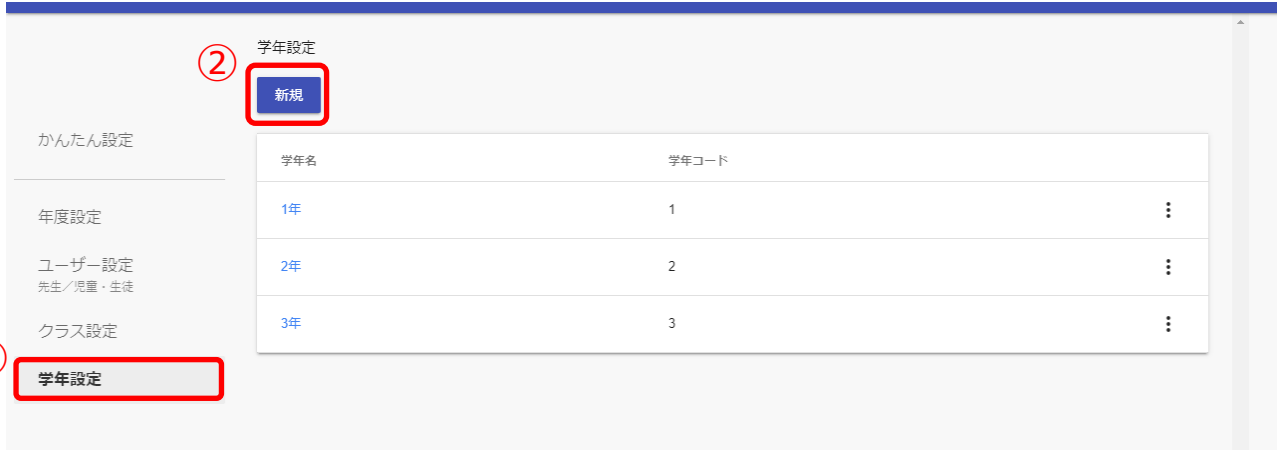 学年設定
②
新規
かんたん設定
年度設定
ユーザー設定
先生／児童・生徒
クラス設定
学年設定
学年名 学年コード
1年 1
2年 2
3年 3